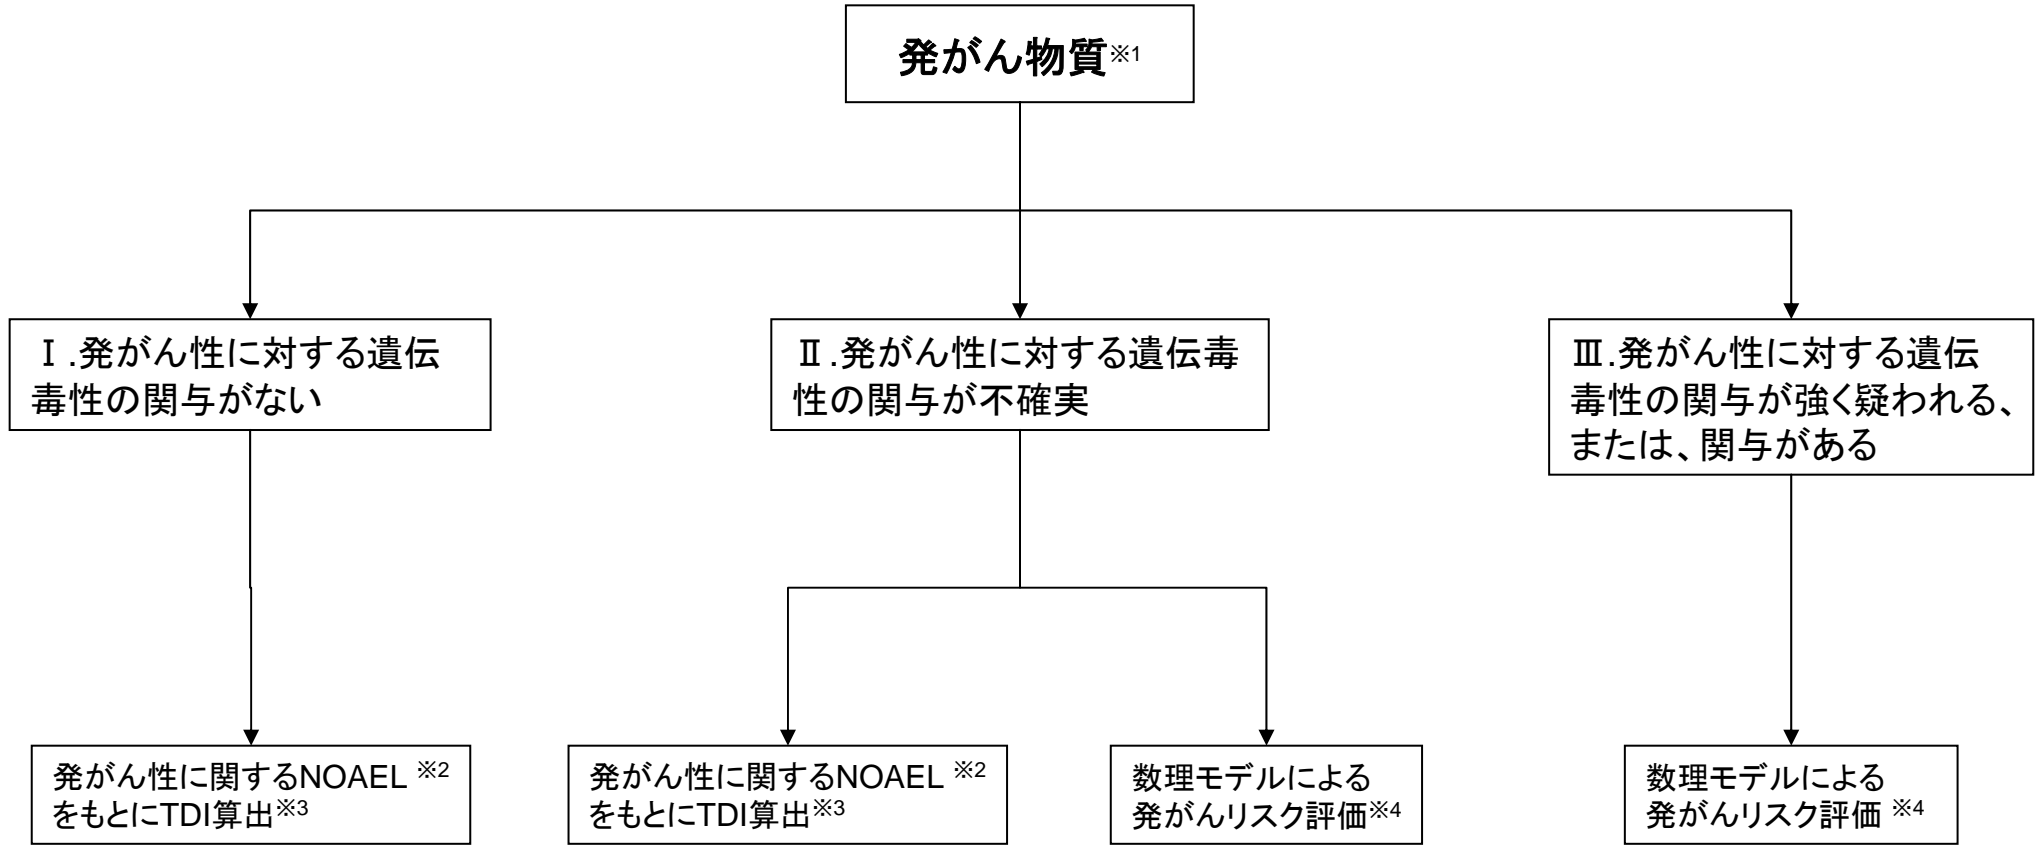 発がん物質※1
Ⅰ.発がん性に対する遺伝
毒性の関与がない
Ⅱ.発がん性に対する遺伝毒
性の関与が不確実
Ⅲ.発がん性に対する遺伝
毒性の関与が強く疑われる、
または、関与がある
発がん性に関するNOAEL ※2
をもとにTDI算出※3
発がん性に関するNOAEL ※2
をもとにTDI算出※3
数理モデルによる
発がんリスク評価※4
数理モデルによる
発がんリスク評価 ※4